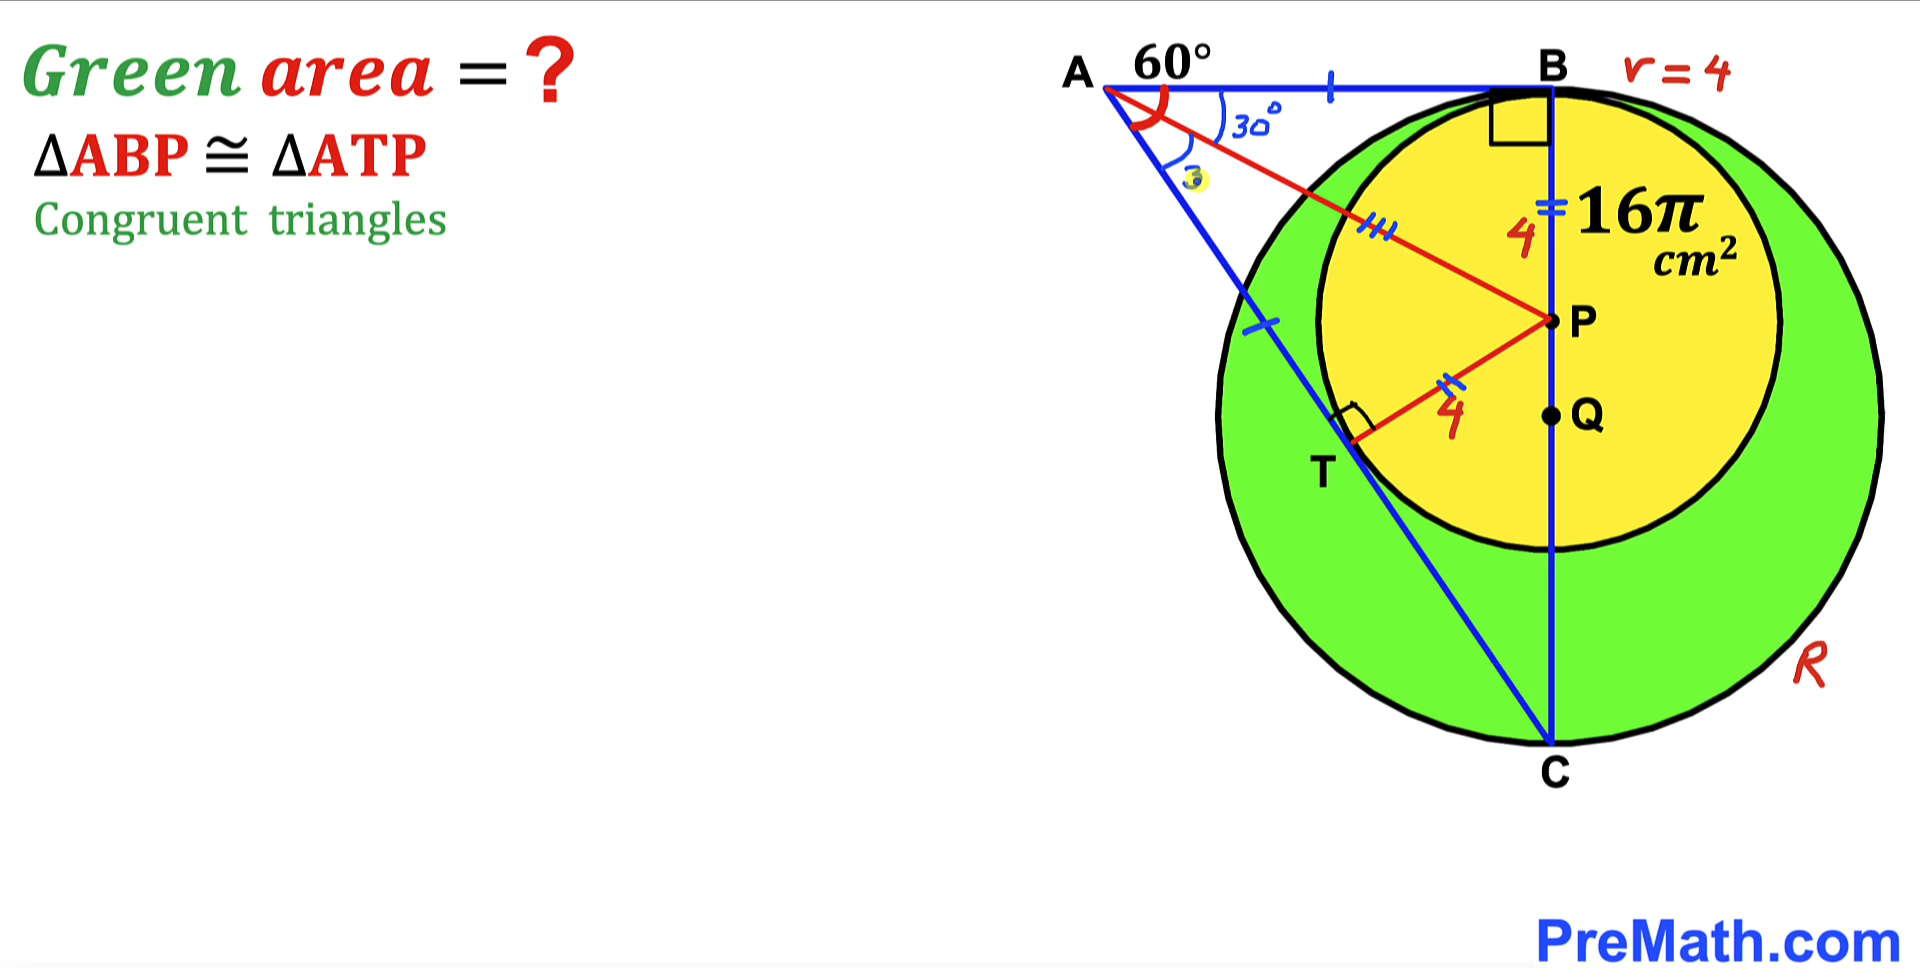 Green area = ?
ΔABP ≅ ΔATP
Congruent triangles
A 60° B r = 4
30°
3
4 16π
cm²
P
4 Q
T
R
C
PreMath.com